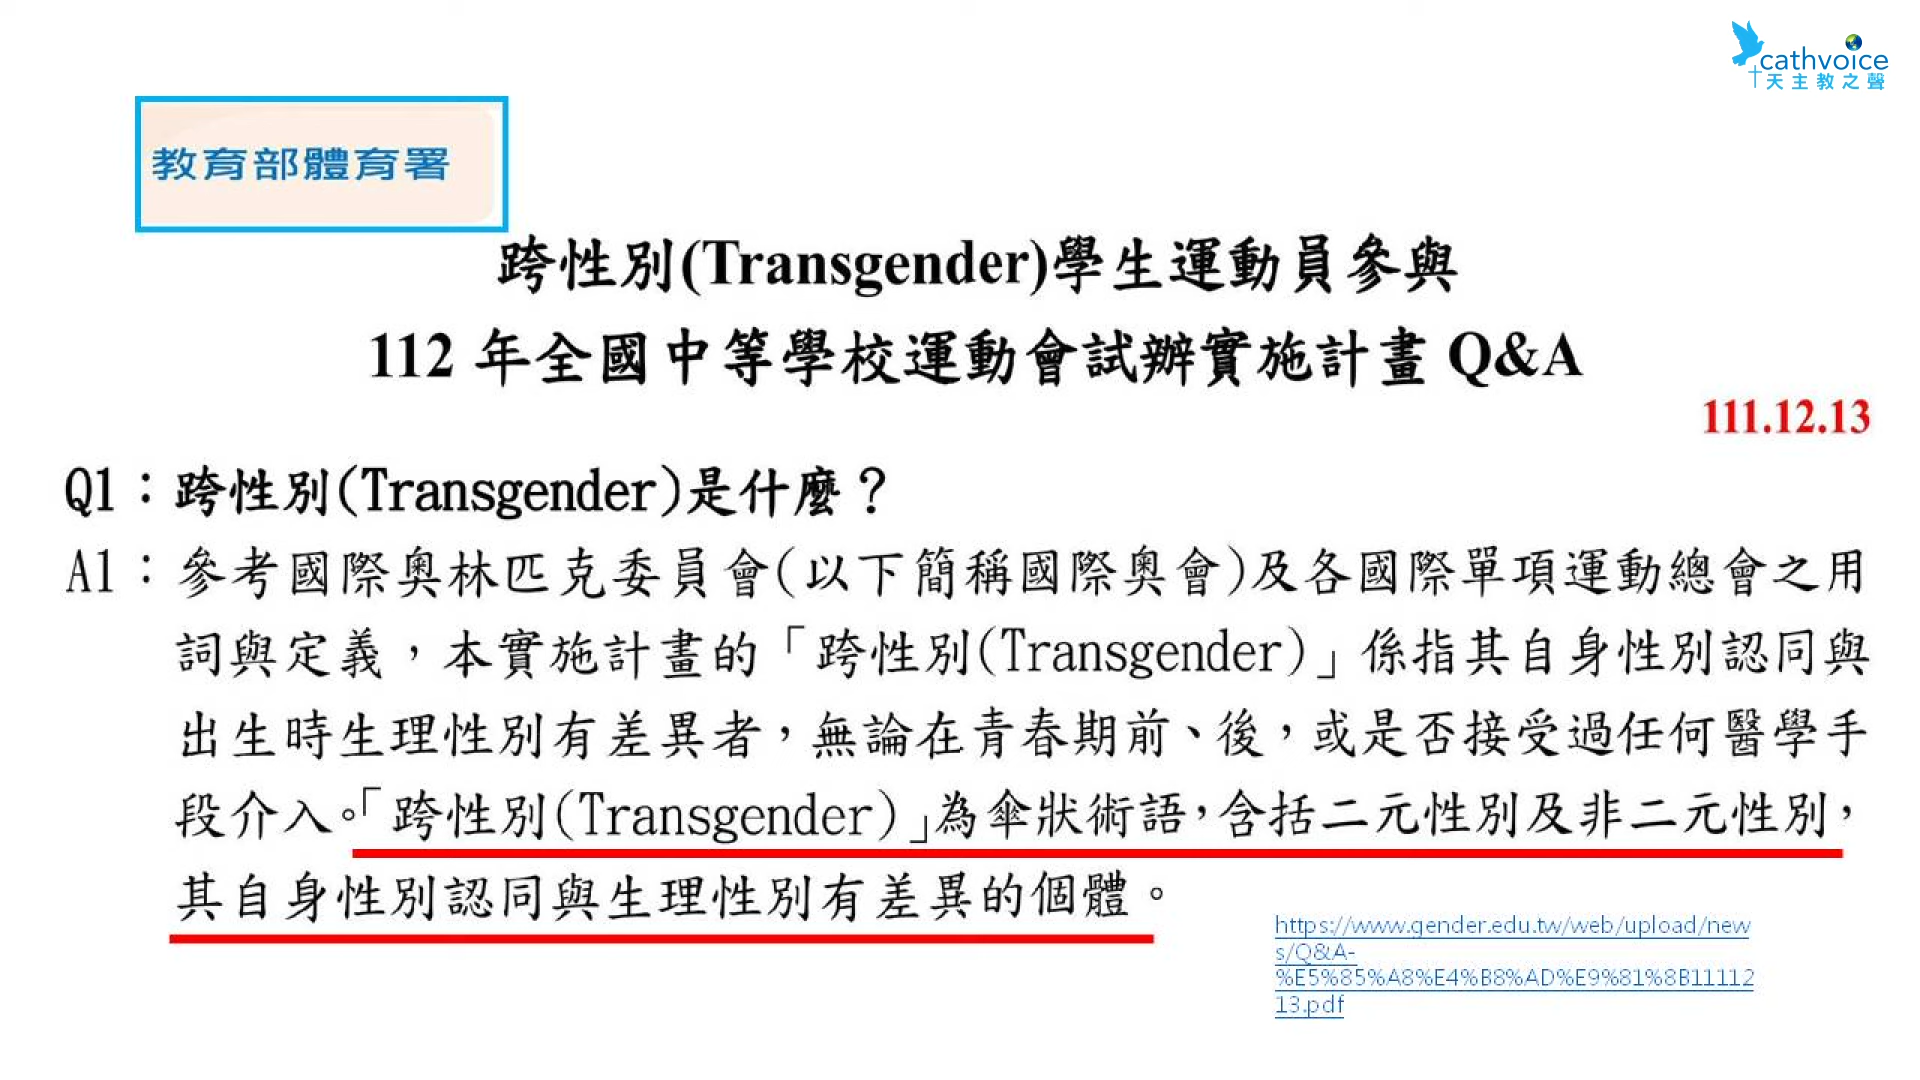 cathvoice
天主教之聲
教育部體育署
跨性別(Transgender)學生運動員參與
112 年全國中等學校運動會試辦實施計畫 Q&A
111.12.13
Q1：跨性別(Transgender)是什麼？
A1：參考國際奧林匹克委員會(以下簡稱國際奧會)及各國際單項運動總會之用
詞與定義，本實施計畫的「跨性別(Transgender)」係指其自身性別認同與
出生時生理性別有差異者，無論在青春期前、後，或是否接受過任何醫學手
段介入。「跨性別(Transgender)」為傘狀術語，含括二元性別及非二元性別，
其自身性別認同與生理性別有差異的個體。
https://www.gender.edu.tw/web/upload/new
s/Q&A-
%E5%85%A8%E4%B8%AD%E9%81%8B11112
13.pdf